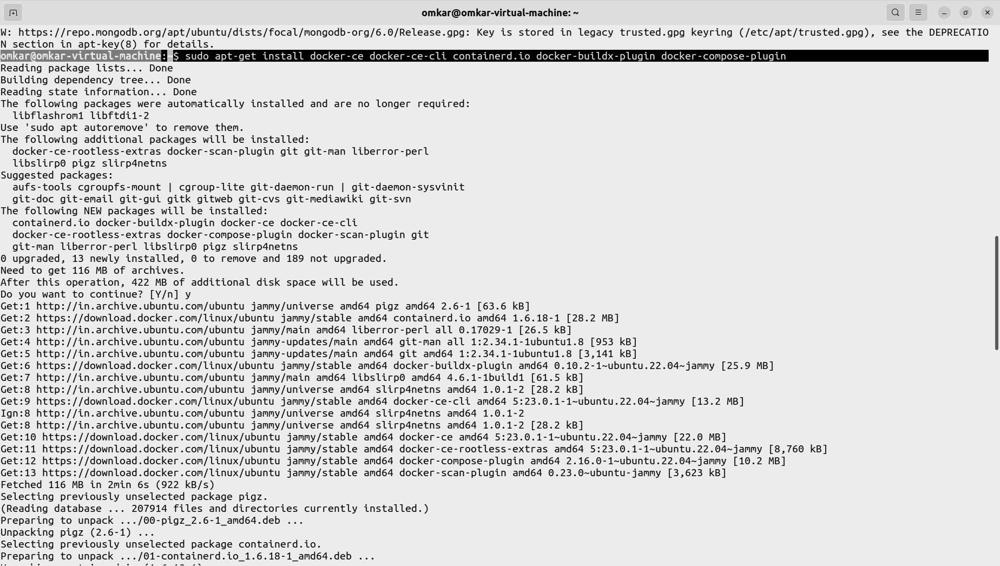 omkar@omkar-virtual-machine: ~
W: https://repo.mongodb.org/apt/ubuntu/dists/focal/mongodb-org/6.0/Release.gpg: Key is stored in legacy trusted.gpg keyring (/etc/apt/trusted.gpg), see the DEPRECATIO
N section in apt-key(8) for details.
omkar@omkar-virtual-machine:~$ sudo apt-get install docker-ce docker-ce-cli containerd.io docker-buildx-plugin docker-compose-plugin
Reading package lists... Done
Building dependency tree... Done
Reading state information... Done
The following packages were automatically installed and are no longer required:
  libflashrom1 libftdi1-2
Use 'sudo apt autoremove' to remove them.
The following additional packages will be installed:
  docker-ce-rootless-extras docker-scan-plugin git git-man liberror-perl
  libslirp0 pigz slirp4netns
Suggested packages:
  aufs-tools cgroupfs-mount | cgroup-lite git-daemon-run | git-daemon-sysvinit
  git-doc git-email git-gui gitk gitweb git-cvs git-mediawiki git-svn
The following NEW packages will be installed:
  containerd.io docker-buildx-plugin docker-ce docker-ce-cli
  docker-ce-rootless-extras docker-compose-plugin docker-scan-plugin git
  git-man liberror-perl libslirp0 pigz slirp4netns
0 upgraded, 13 newly installed, 0 to remove and 189 not upgraded.
Need to get 116 MB of archives.
After this operation, 422 MB of additional disk space will be used.
Do you want to continue? [Y/n] y
Get:1 http://in.archive.ubuntu.com/ubuntu jammy/universe amd64 pigz amd64 2.6-1 [63.6 kB]
Get:2 https://download.docker.com/linux/ubuntu jammy/stable amd64 containerd.io amd64 1.6.18-1 [28.2 MB]
Get:3 http://in.archive.ubuntu.com/ubuntu jammy/main amd64 liberror-perl all 0.17029-1 [26.5 kB]
Get:4 http://in.archive.ubuntu.com/ubuntu jammy-updates/main amd64 git-man all 1:2.34.1-1ubuntu1.8 [953 kB]
Get:5 http://in.archive.ubuntu.com/ubuntu jammy-updates/main amd64 git amd64 1:2.34.1-1ubuntu1.8 [3,141 kB]
Get:6 https://download.docker.com/linux/ubuntu jammy/stable amd64 docker-buildx-plugin amd64 0.10.2-1~ubuntu.22.04~jammy [25.9 MB]
Get:7 http://in.archive.ubuntu.com/ubuntu jammy/main amd64 libslirp0 amd64 4.6.1-1build1 [61.5 kB]
Get:8 http://in.archive.ubuntu.com/ubuntu jammy/universe amd64 slirp4netns amd64 1.0.1-2 [28.2 kB]
Get:9 https://download.docker.com/linux/ubuntu jammy/stable amd64 docker-ce-cli amd64 5:23.0.1-1~ubuntu.22.04~jammy [13.2 MB]
Ign:8 http://in.archive.ubuntu.com/ubuntu jammy/universe amd64 slirp4netns amd64 1.0.1-2
Get:8 http://in.archive.ubuntu.com/ubuntu jammy/universe amd64 slirp4netns amd64 1.0.1-2 [28.2 kB]
Get:10 https://download.docker.com/linux/ubuntu jammy/stable amd64 docker-ce amd64 5:23.0.1-1~ubuntu.22.04~jammy [22.0 MB]
Get:11 https://download.docker.com/linux/ubuntu jammy/stable amd64 docker-ce-rootless-extras amd64 5:23.0.1-1~ubuntu.22.04~jammy [8,760 kB]
Get:12 https://download.docker.com/linux/ubuntu jammy/stable amd64 docker-compose-plugin amd64 2.16.0-1~ubuntu.22.04~jammy [10.2 MB]
Get:13 https://download.docker.com/linux/ubuntu jammy/stable amd64 docker-scan-plugin amd64 0.23.0~ubuntu-jammy [3,623 kB]
Fetched 116 MB in 2min 6s (922 kB/s)
Selecting previously unselected package pigz.
(Reading database ... 207914 files and directories currently installed.)
Preparing to unpack .../00-pigz_2.6-1_amd64.deb ...
Unpacking pigz (2.6-1) ...
Selecting previously unselected package containerd.io.
Preparing to unpack .../01-containerd.io_1.6.18-1_amd64.deb ...